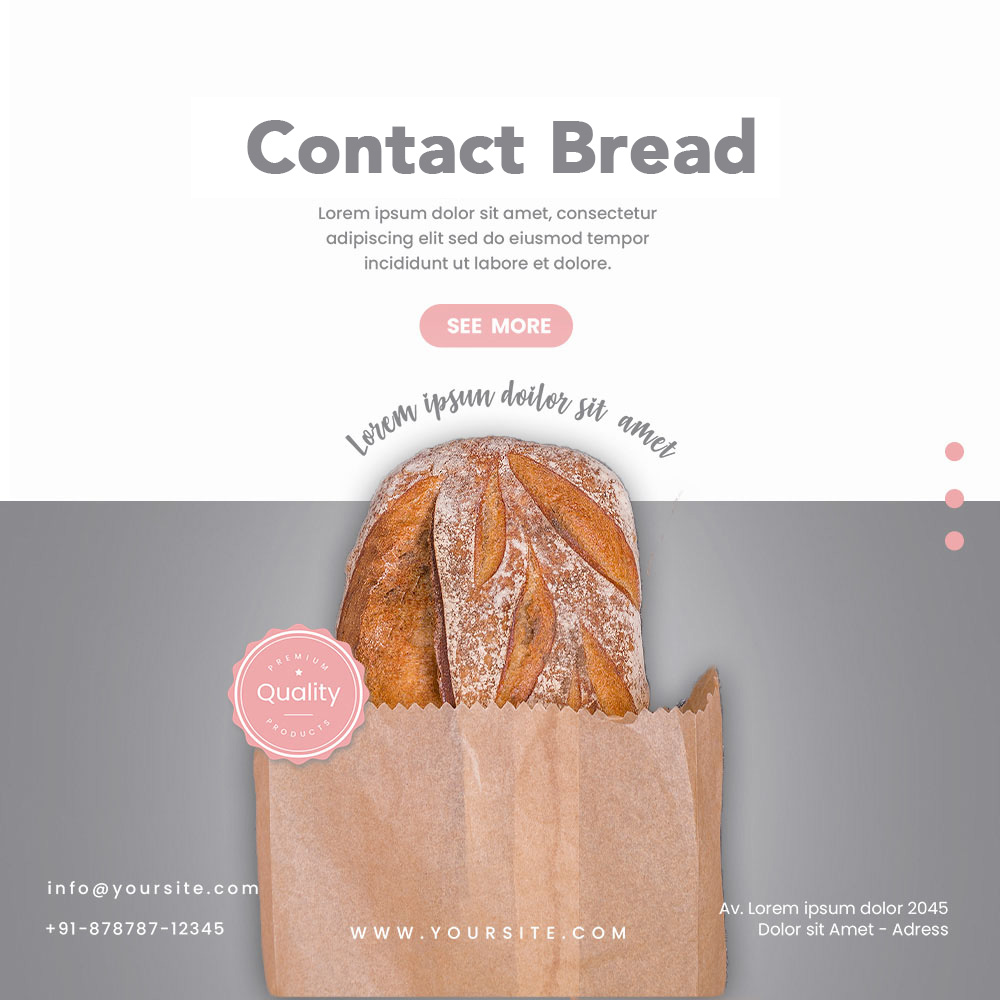 Contact Bread
Lorem ipsum dolor sit amet, consectetur
adipiscing elit sed do eiusmod tempor
incididunt ut labore et dolore.
SEE MORE
Lorem ipsun doilor sit amet
PREMIUM
Quality
PRODUCTS
info@yoursite.com
+91-878787-12345
WWW.YOURSITE.COM
Av. Lorem ipsum dolor 2045
Dolor sit Amet - Adress